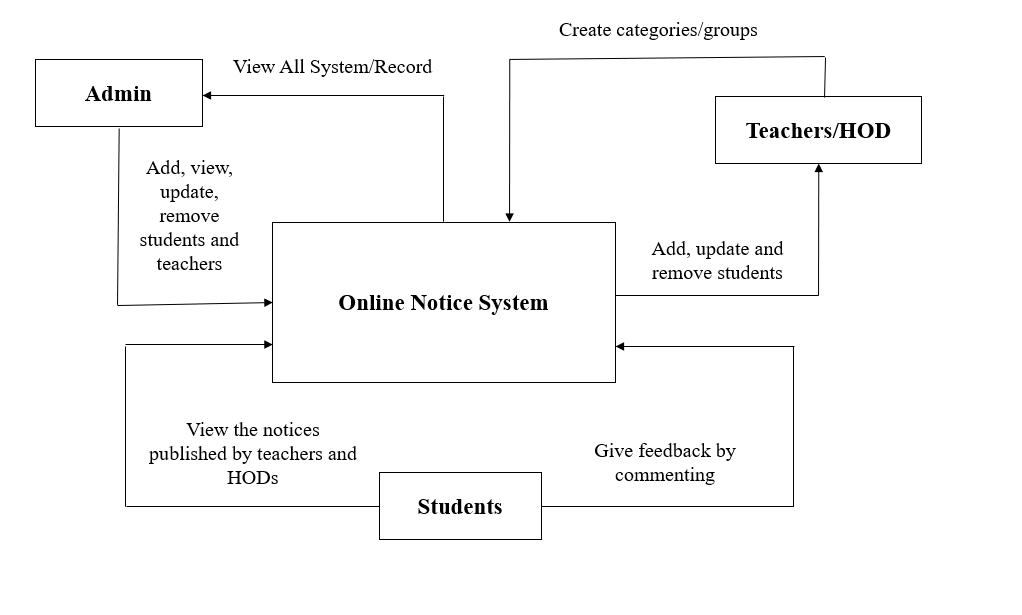 Create categories/groups
View All System/Record
Admin
Teachers/HOD
Add, view,
update,
remove
students and
teachers
Add, update and
remove students
Online Notice System
View the notices
published by teachers and
HODs
Give feedback by
commenting
Students